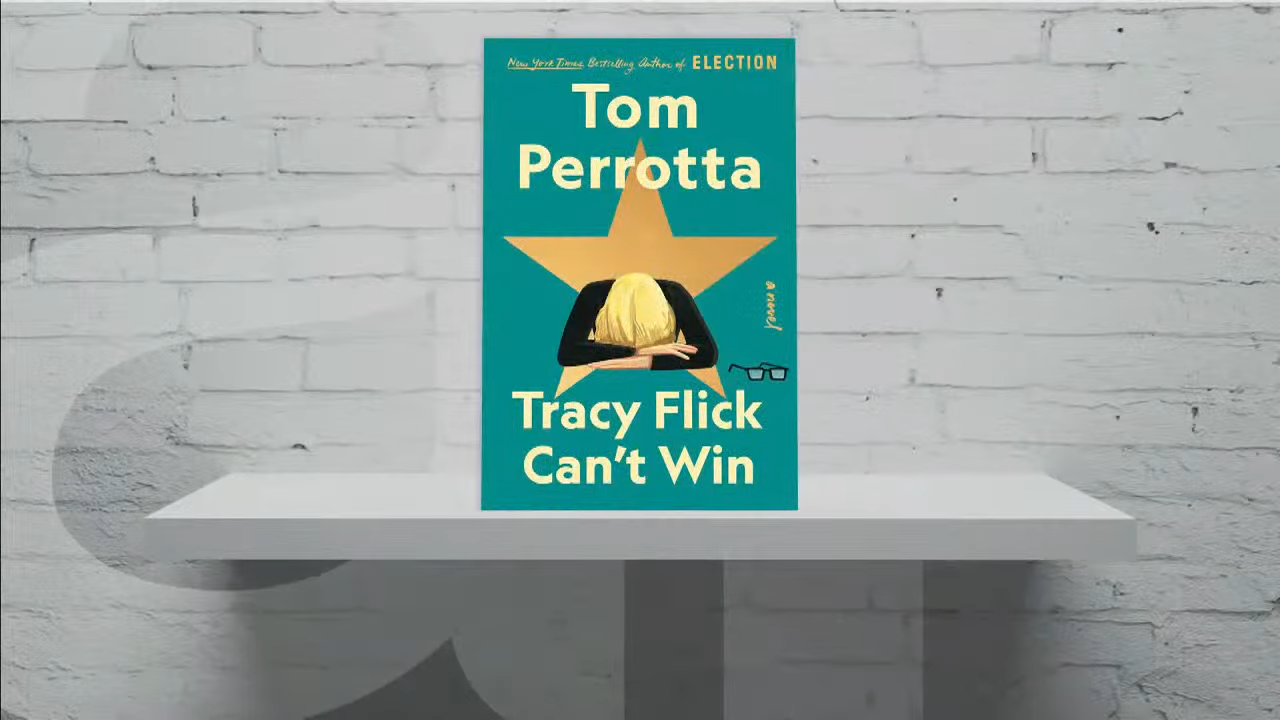 New York Times Bestselling Author of ELECTION
Tom
Perrotta
a novel
Tracy Flick
Can't Win